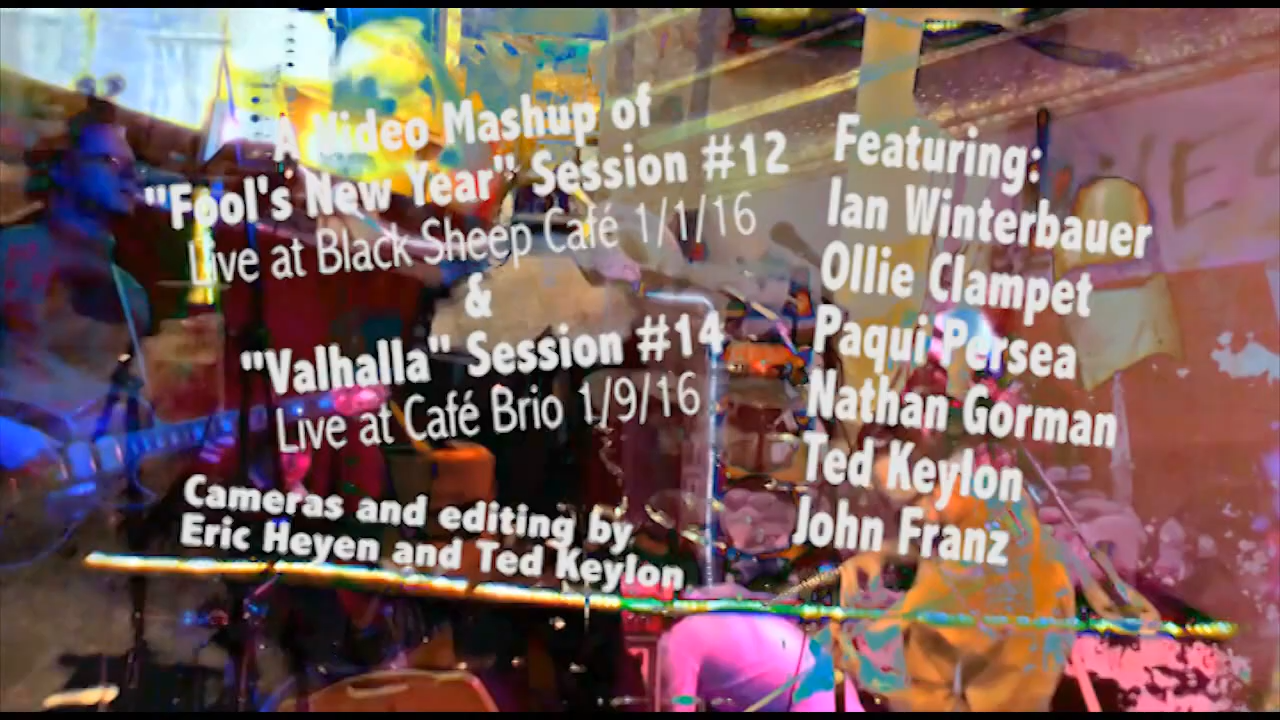 A Video Mashup of
"Fool's New Year" Session #12
Live at Black Sheep Café 1/1/16
&
"Valhalla" Session #14
Live at Café Brio 1/9/16
Cameras and editing by
Eric Heyen and Ted Keylon
Featuring:
Ian Winterbauer
Ollie Clampet
Paqui Persea
Nathan Gorman
Ted Keylon
John Franz